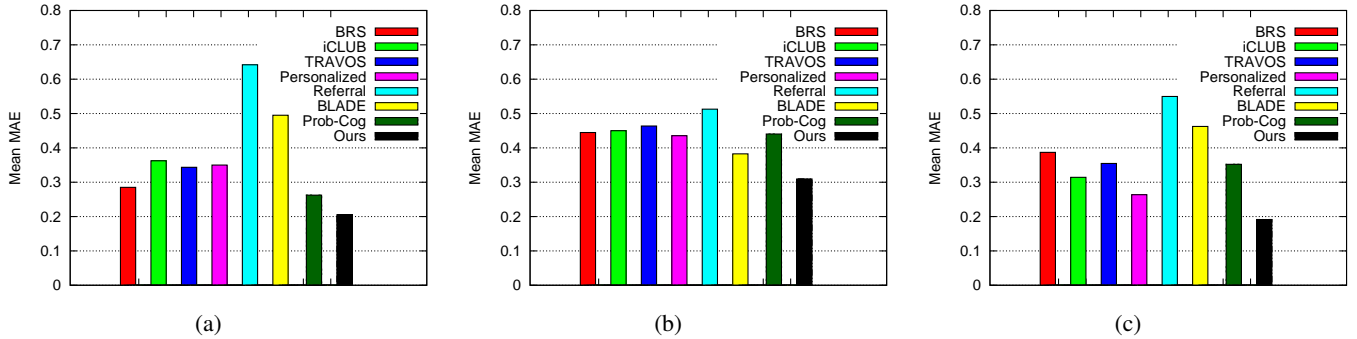 0.8
0.7
0.6
0.5
0.4
0.3
0.2
0.1
0
Mean MAE
BRS
iCLUB
TRAVOS
Personalized
Referral
BLADE
Prob-Cog
Ours
(a)
0.8
0.7
0.6
0.5
0.4
0.3
0.2
0.1
0
Mean MAE
BRS
iCLUB
TRAVOS
Personalized
Referral
BLADE
Prob-Cog
Ours
(b)
0.8
0.7
0.6
0.5
0.4
0.3
0.2
0.1
0
Mean MAE
BRS
iCLUB
TRAVOS
Personalized
Referral
BLADE
Prob-Cog
Ours
(c)